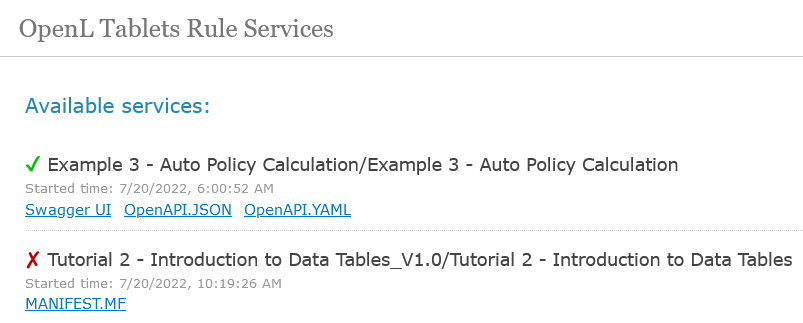 OpenL Tablets Rule Services
Available services:
✓ Example 3 - Auto Policy Calculation/Example 3 - Auto Policy Calculation
Started time: 7/20/2022, 6:00:52 AM
Swagger UI OpenAPI.JSON OpenAPI.YAML
✗ Tutorial 2 - Introduction to Data Tables_V1.0/Tutorial 2 - Introduction to Data Tables
Started time: 7/20/2022, 10:19:26 AM
MANIFEST.MF